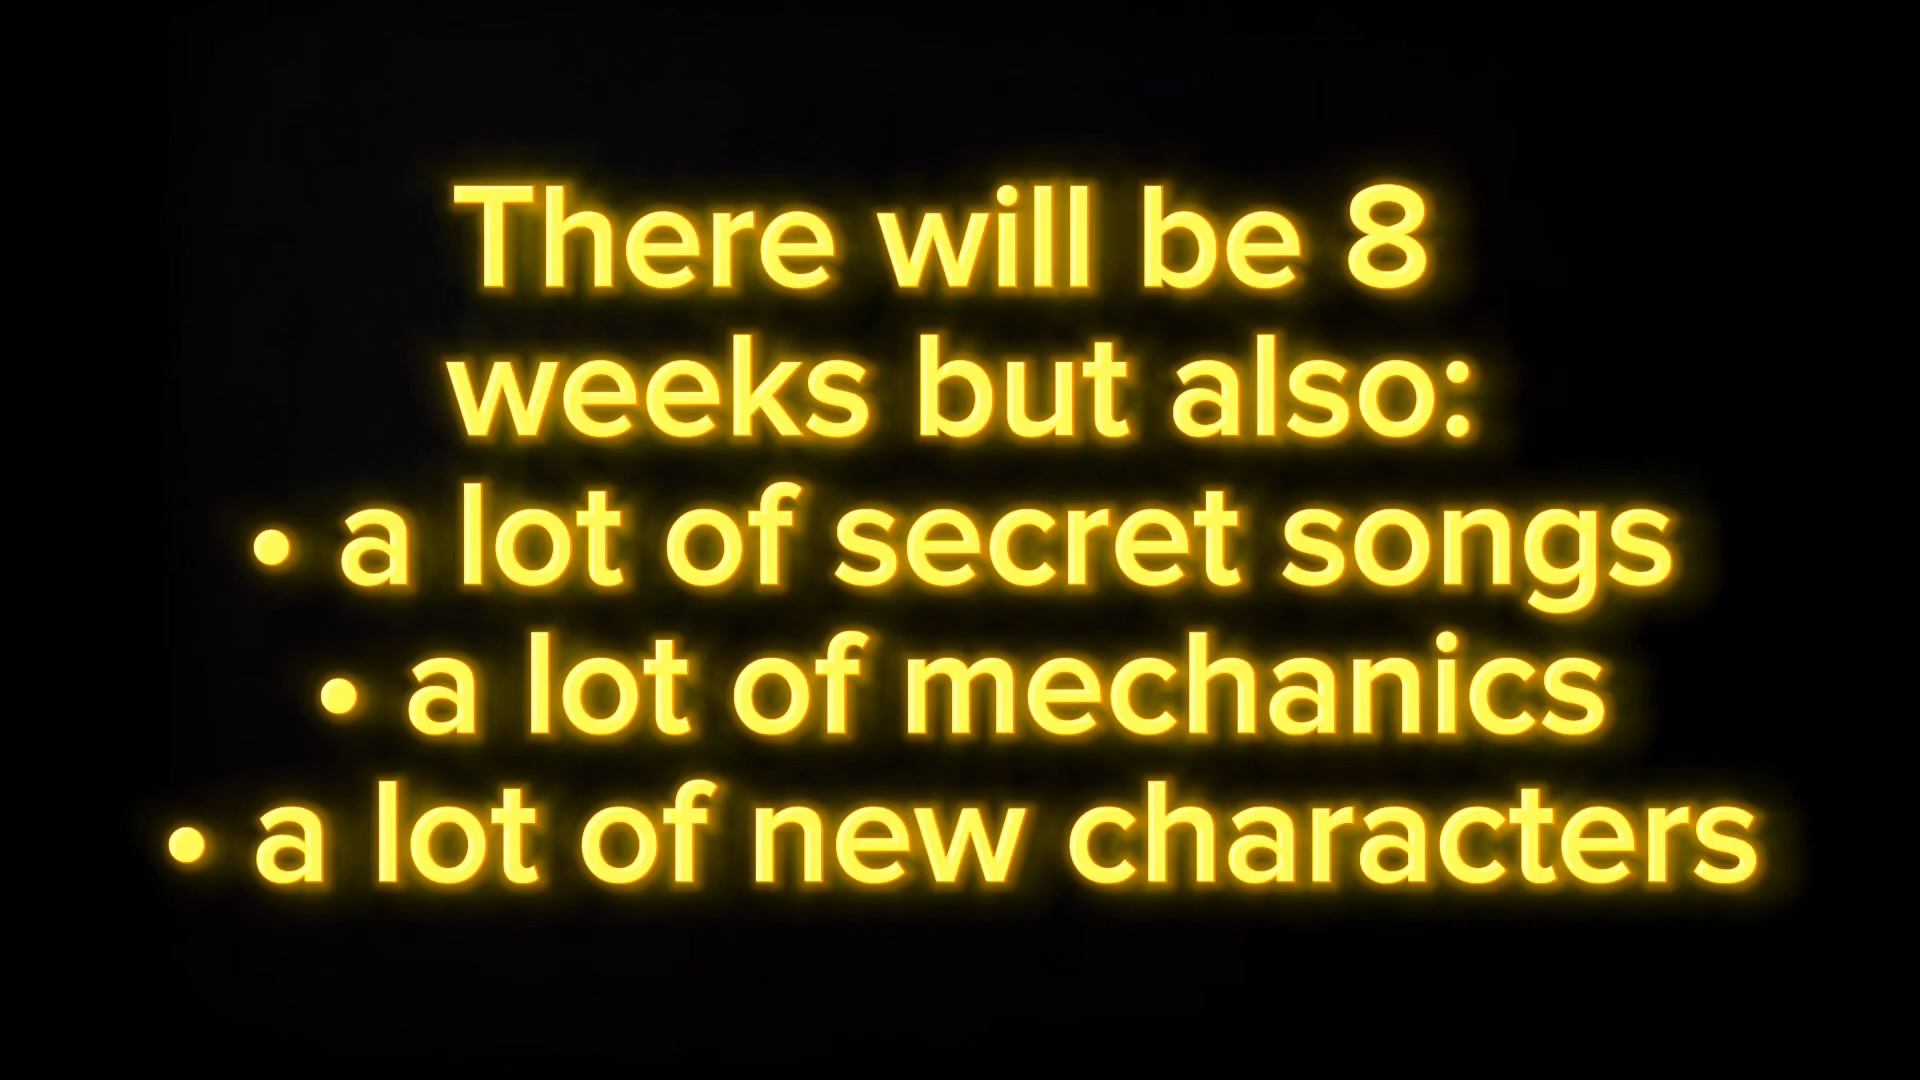 There will be 8
weeks but also:
• a lot of secret songs
• a lot of mechanics
• a lot of new characters